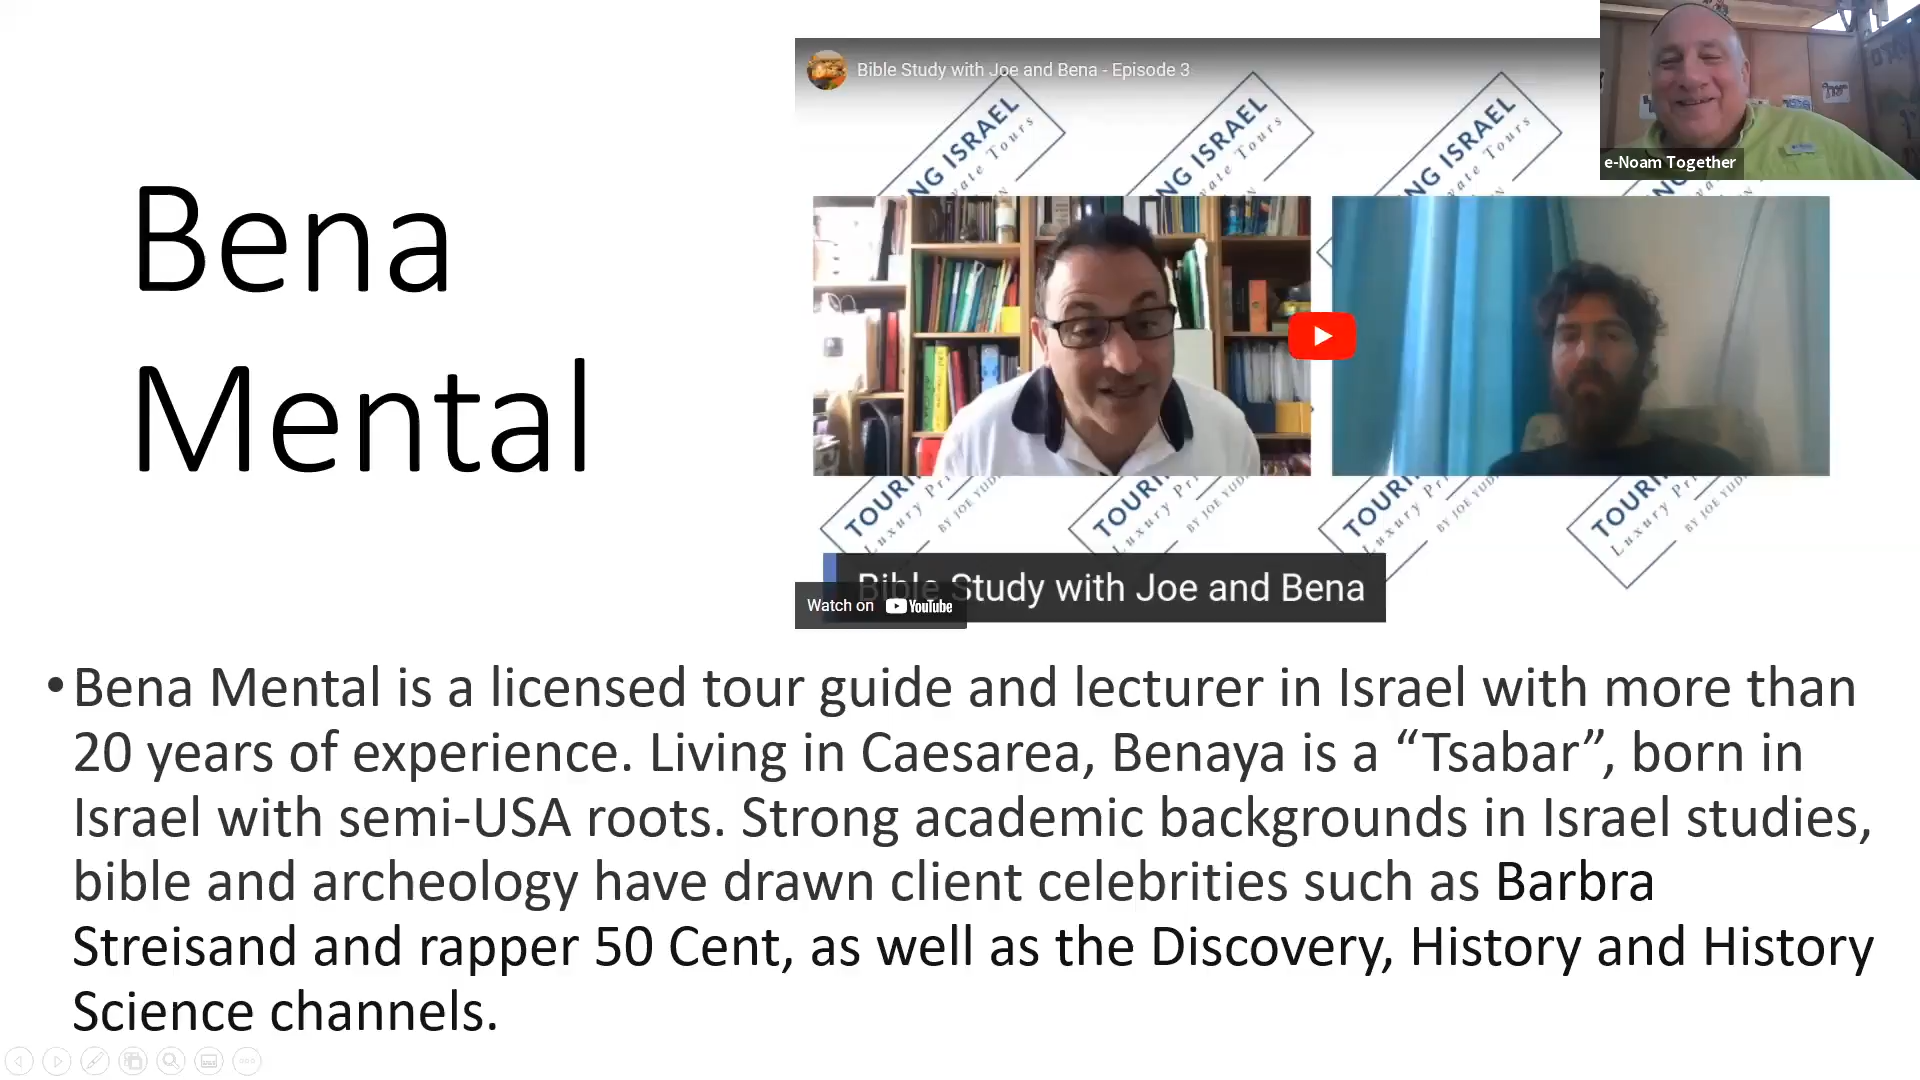 Bible Study with Joe and Bena - Episode 3
e-Noam Together
Bena
Mental
Bible Study with Joe and Bena
Watch on YouTube
•Bena Mental is a licensed tour guide and lecturer in Israel with more than
20 years of experience. Living in Caesarea, Benaya is a “Tsabar”, born in
Israel with semi-USA roots. Strong academic backgrounds in Israel studies,
bible and archeology have drawn client celebrities such as Barbra
Streisand and rapper 50 Cent, as well as the Discovery, History and History
Science channels.